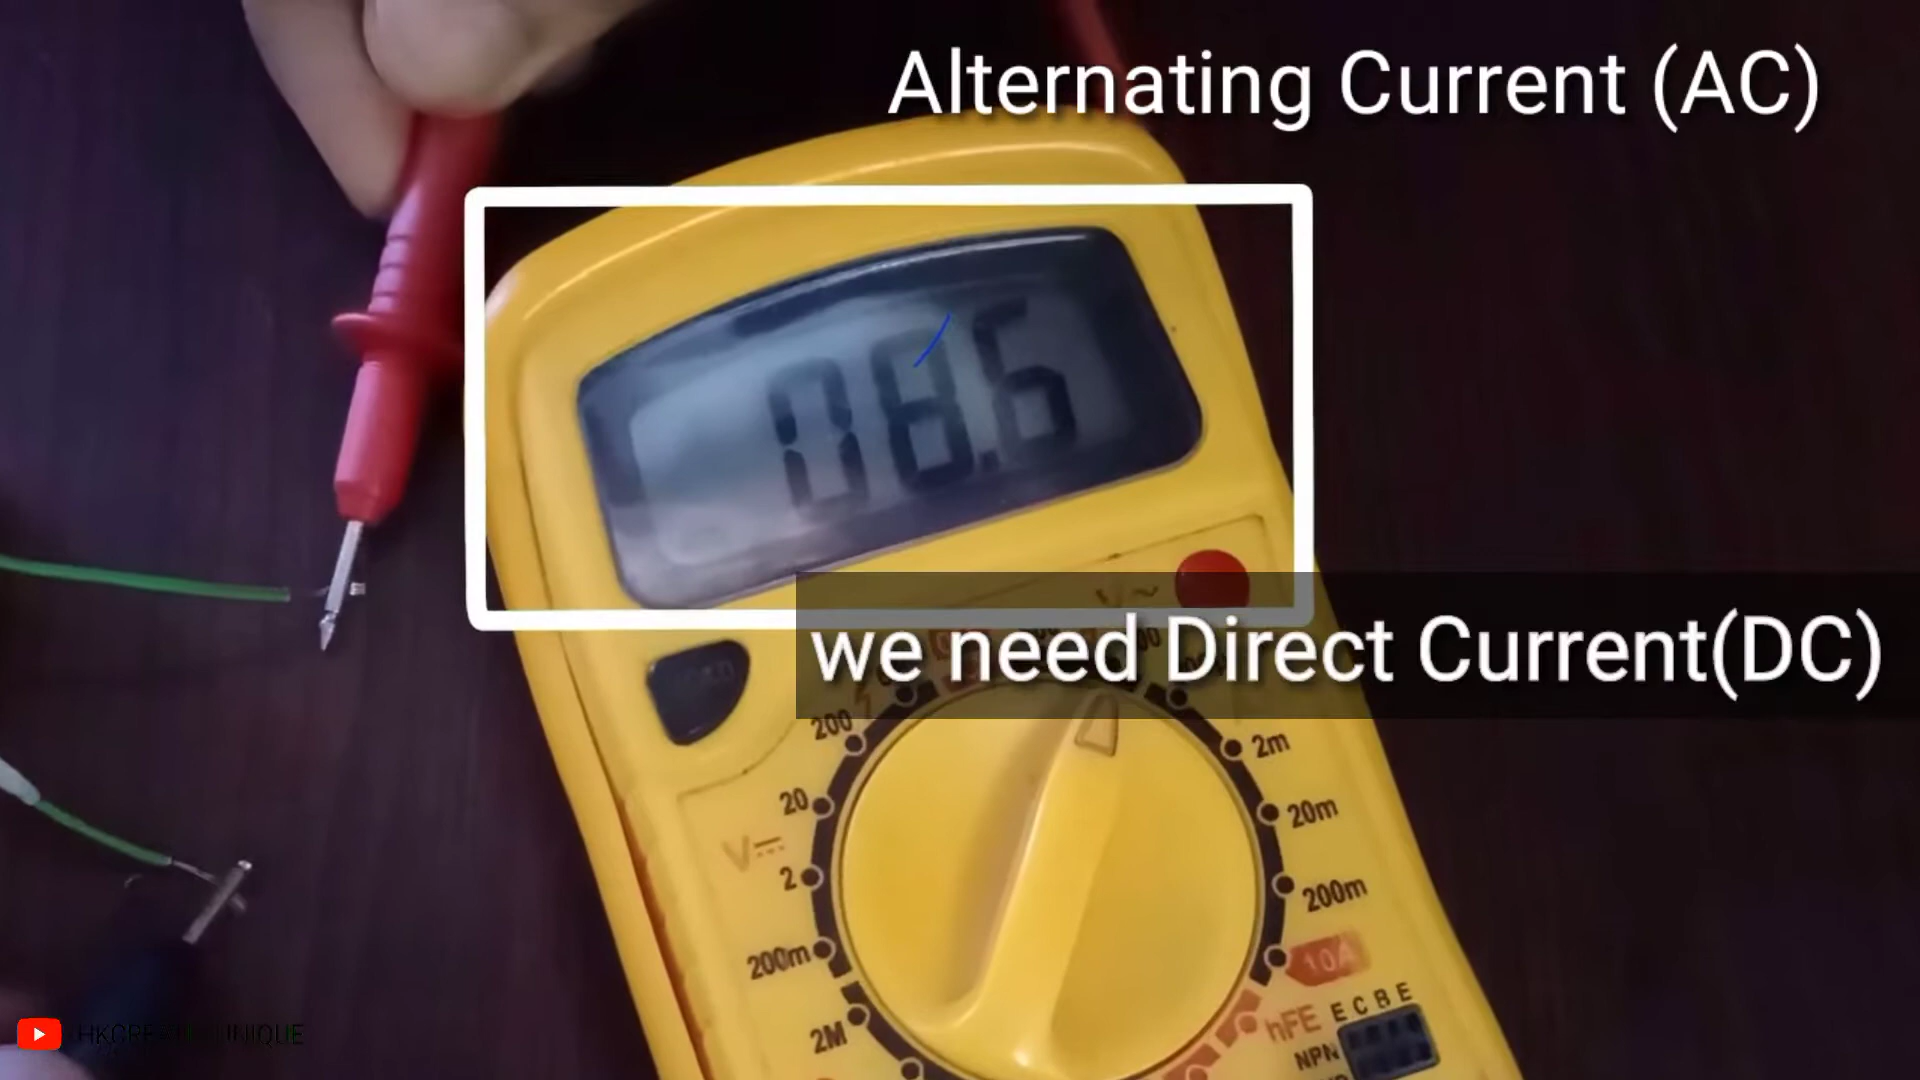 Alternating Current (AC)
08.6
V~
we need Direct Current(DC)
200
20
V
2
200m
2M
2m
20m
200m
10A
hFE
E C B E
NPN